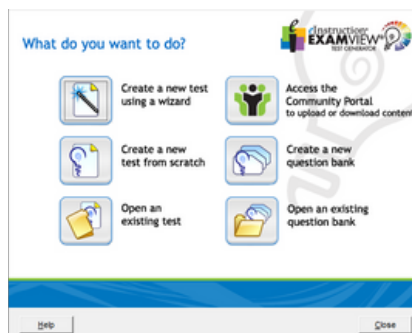 What do you want to do?
eInstruction
EXAMVIEW
TEST GENERATOR
Create a new test
using a wizard
Access the
Community Portal
to upload or download content
Create a new
test from scratch
Create a new
question bank
Open an
existing test
Open an existing
question bank
Help
Close